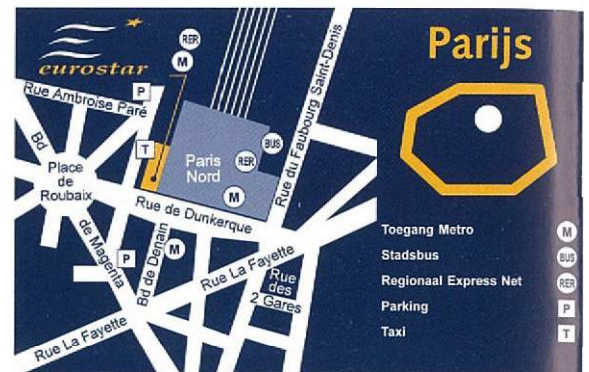 eurostar
RER
M
Parijs
Rue Ambroise Paré
P
Rue du Faubourg Saint-Denis
Bd
T
BUS
Paris
Nord
RER
Place
de
Roubaix
M
Rue de Dunkerque
de Magenta
P
Bd de Denain
M
Rue La Fayette
Rue
des
2 Gares
Rue La Fayette
Toegang Metro M
Stadsbus BUS
Regionaal Express Net RER
Parking P
Taxi T